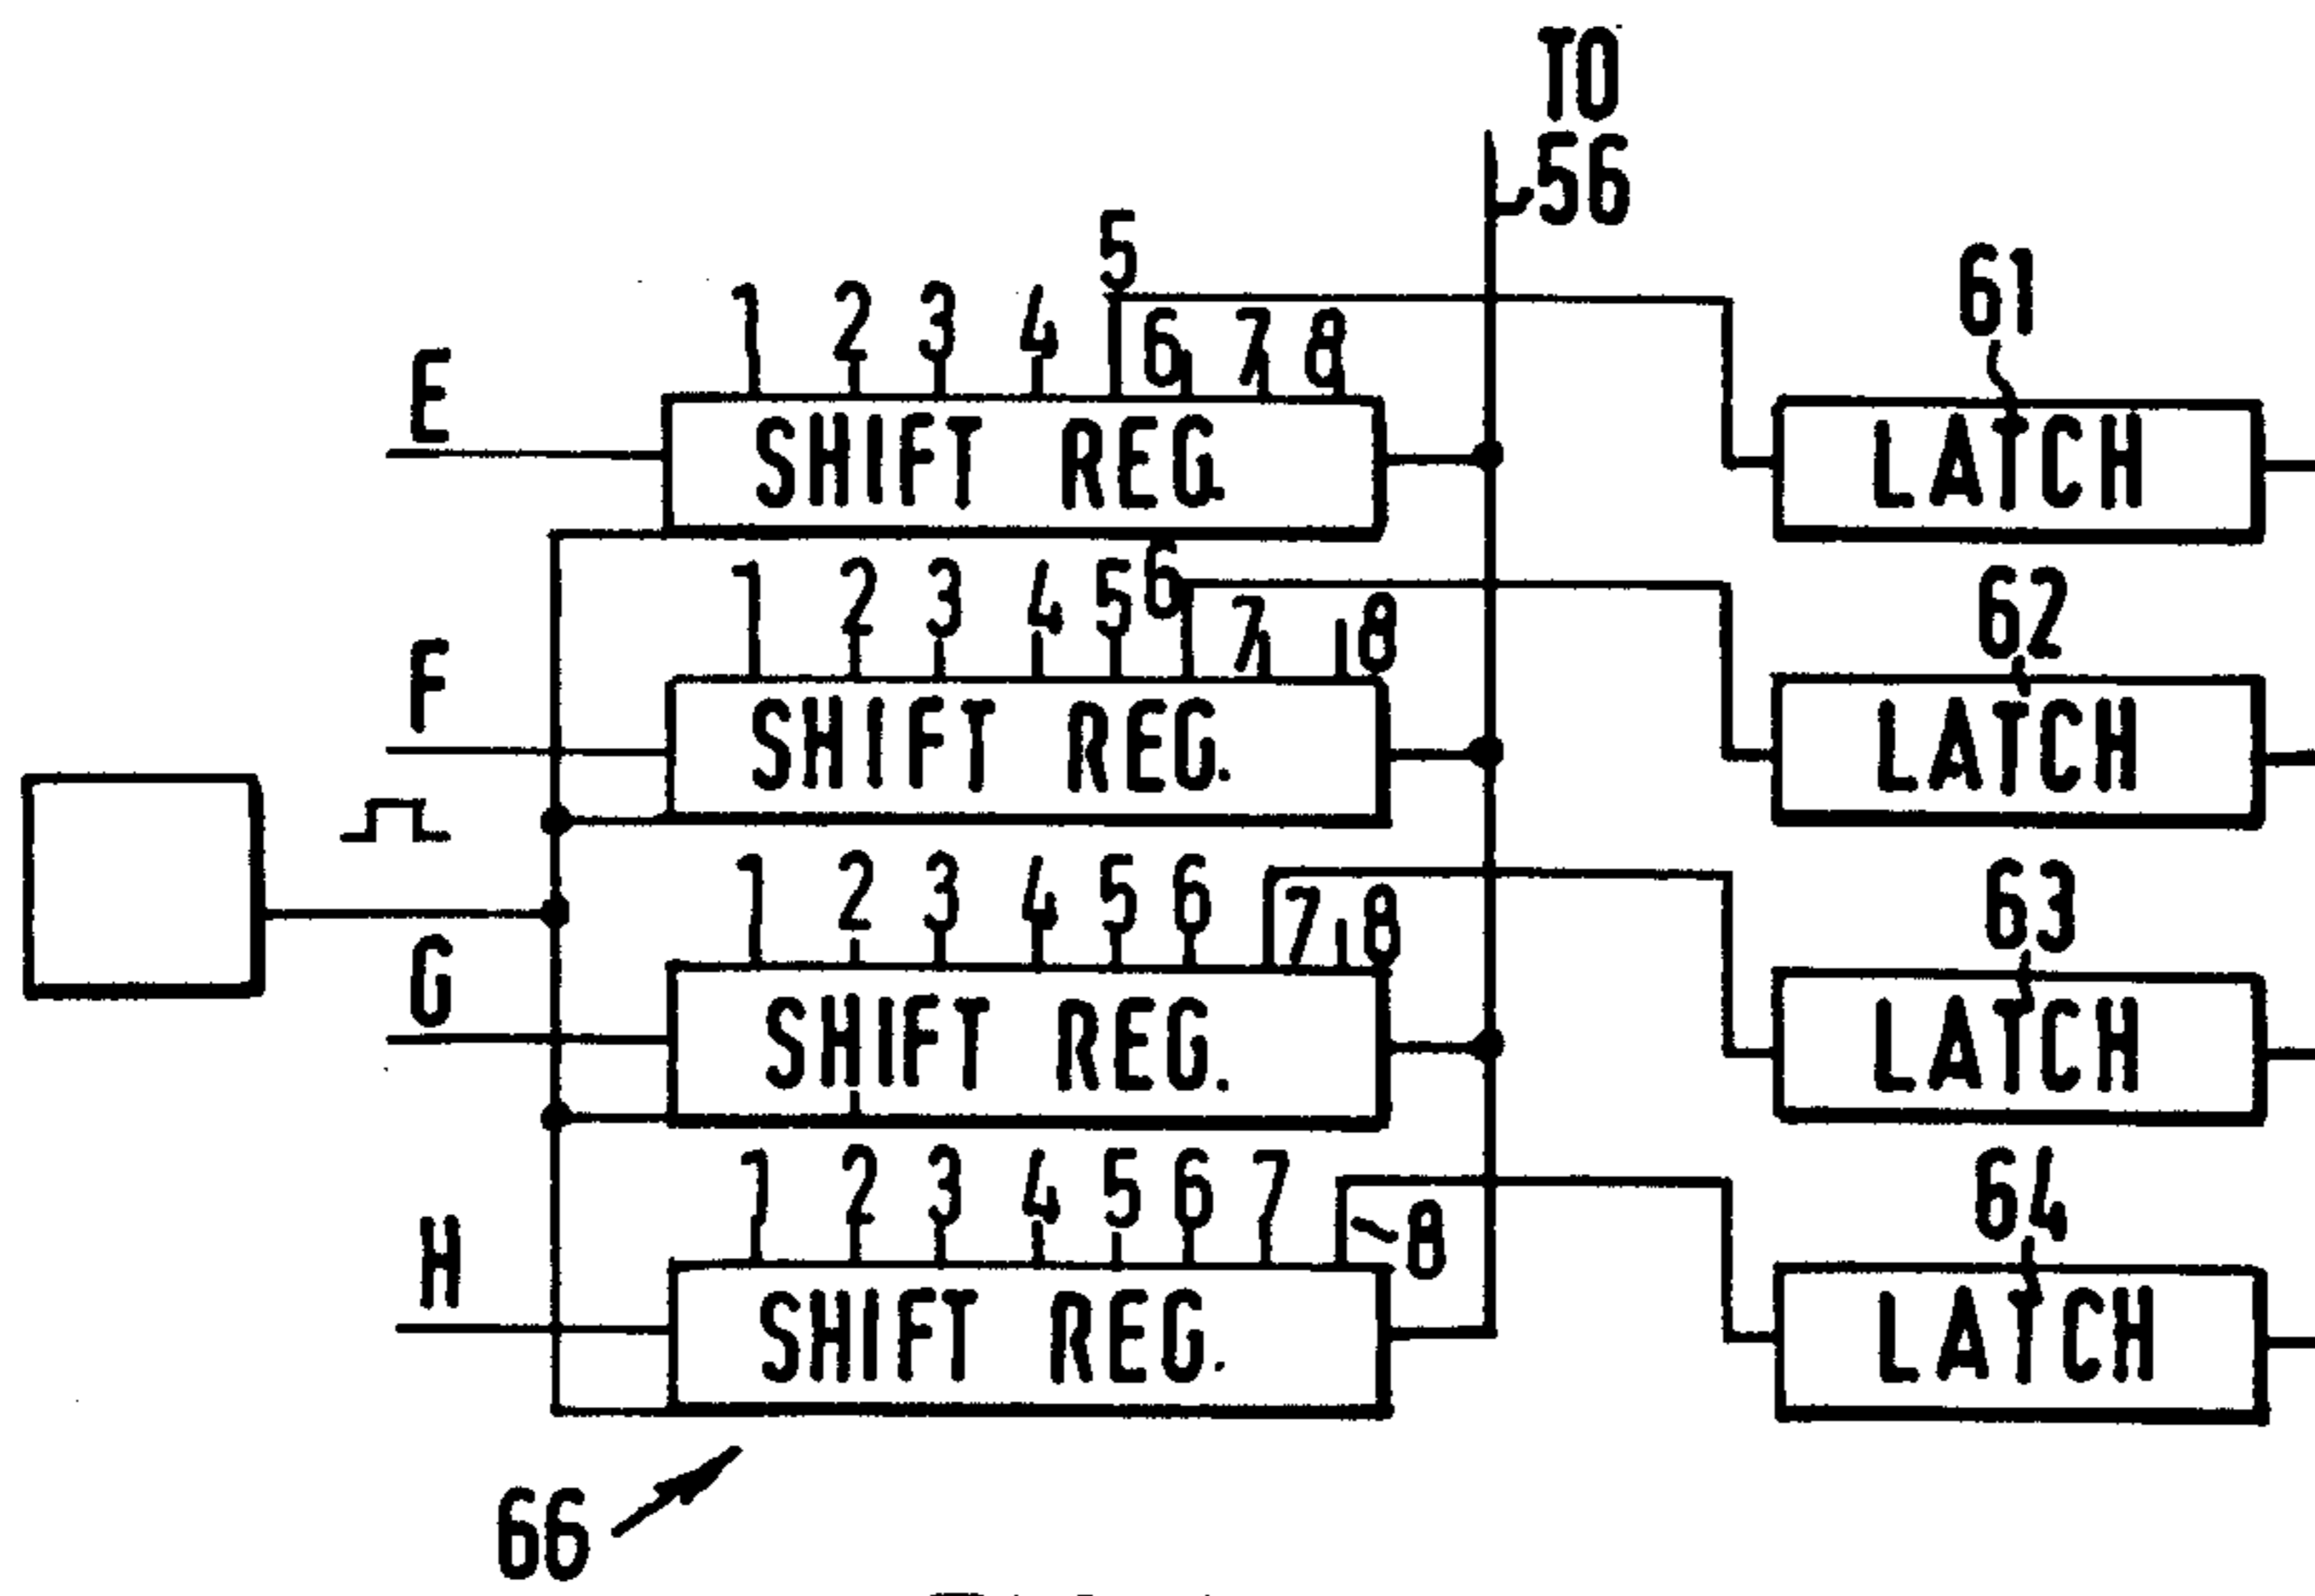 TO
56
5
1 2 3 4 6 7 8
61
E
SHIFT REG.
LATCH
1 2 3 4 5 6 7 8
62
F
SHIFT REG.
LATCH
1 2 3 4 5 6 7 8
63
G
SHIFT REG.
LATCH
1 2 3 4 5 6 7 8
64
H
SHIFT REG.
LATCH
66